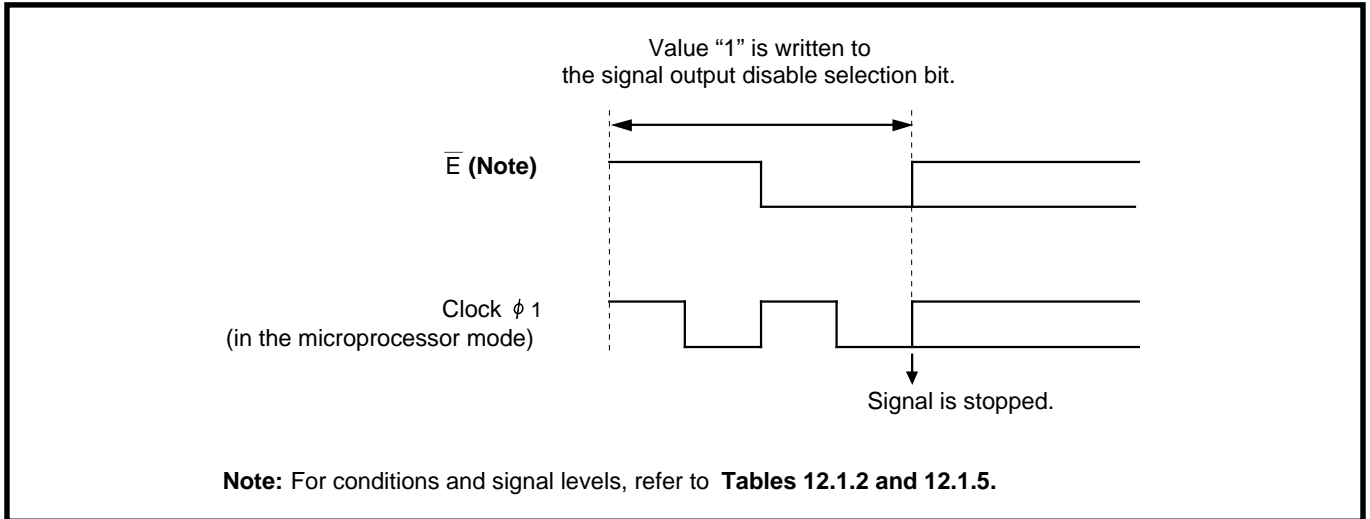 Value “1” is written to
the signal output disable selection bit.
E̅ (Note)
Clock ϕ 1
(in the microprocessor mode)
Signal is stopped.
Note: For conditions and signal levels, refer to Tables 12.1.2 and 12.1.5.